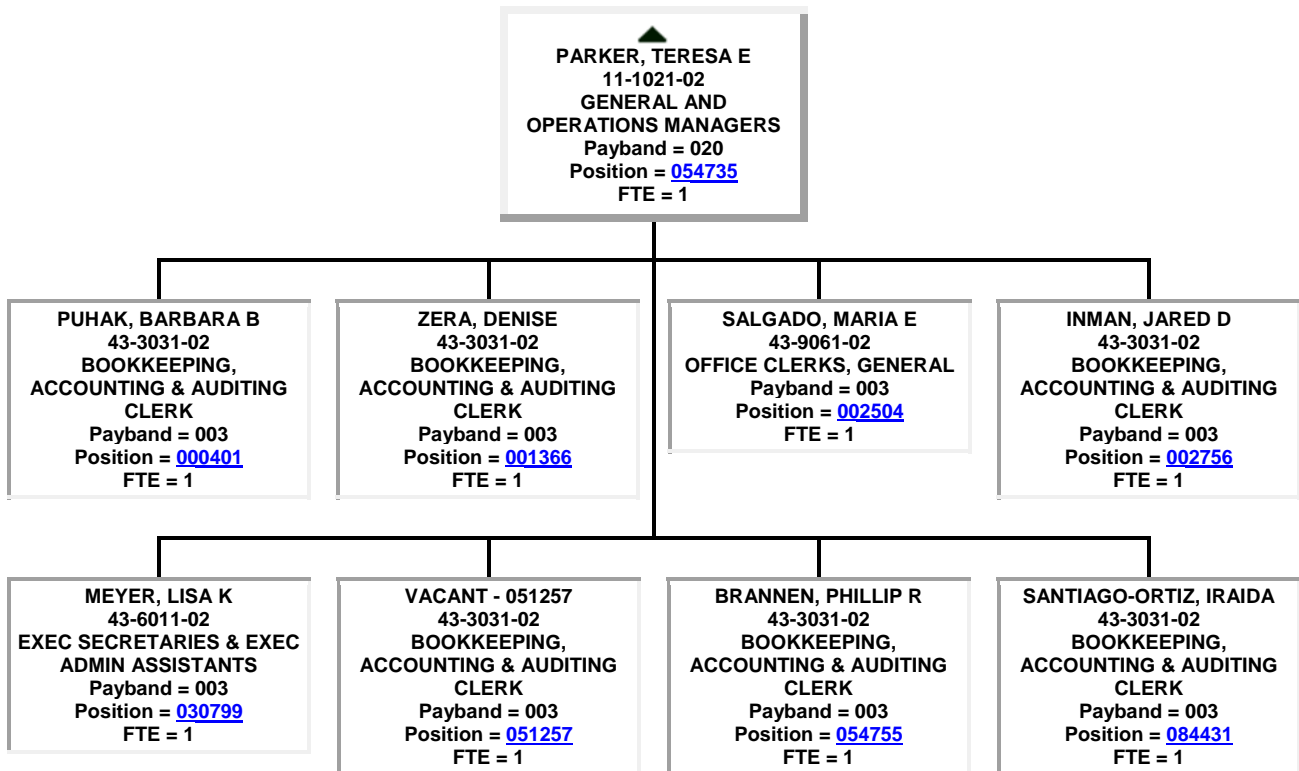 PARKER, TERESA E
11-1021-02
GENERAL AND
OPERATIONS MANAGERS
Payband = 020
Position = 054735
FTE = 1
PUHAK, BARBARA B
43-3031-02
BOOKKEEPING,
ACCOUNTING & AUDITING
CLERK
Payband = 003
Position = 000401
FTE = 1
ZERA, DENISE
43-3031-02
BOOKKEEPING,
ACCOUNTING & AUDITING
CLERK
Payband = 003
Position = 001366
FTE = 1
SALGADO, MARIA E
43-9061-02
OFFICE CLERKS, GENERAL
Payband = 003
Position = 002504
FTE = 1
INMAN, JARED D
43-3031-02
BOOKKEEPING,
ACCOUNTING & AUDITING
CLERK
Payband = 003
Position = 002756
FTE = 1
MEYER, LISA K
43-6011-02
EXEC SECRETARIES & EXEC
ADMIN ASSISTANTS
Payband = 003
Position = 030799
FTE = 1
VACANT - 051257
43-3031-02
BOOKKEEPING,
ACCOUNTING & AUDITING
CLERK
Payband = 003
Position = 051257
FTE = 1
BRANNEN, PHILLIP R
43-3031-02
BOOKKEEPING,
ACCOUNTING & AUDITING
CLERK
Payband = 003
Position = 054755
FTE = 1
SANTIAGO-ORTIZ, IRAIDA
43-3031-02
BOOKKEEPING,
ACCOUNTING & AUDITING
CLERK
Payband = 003
Position = 084431
FTE = 1